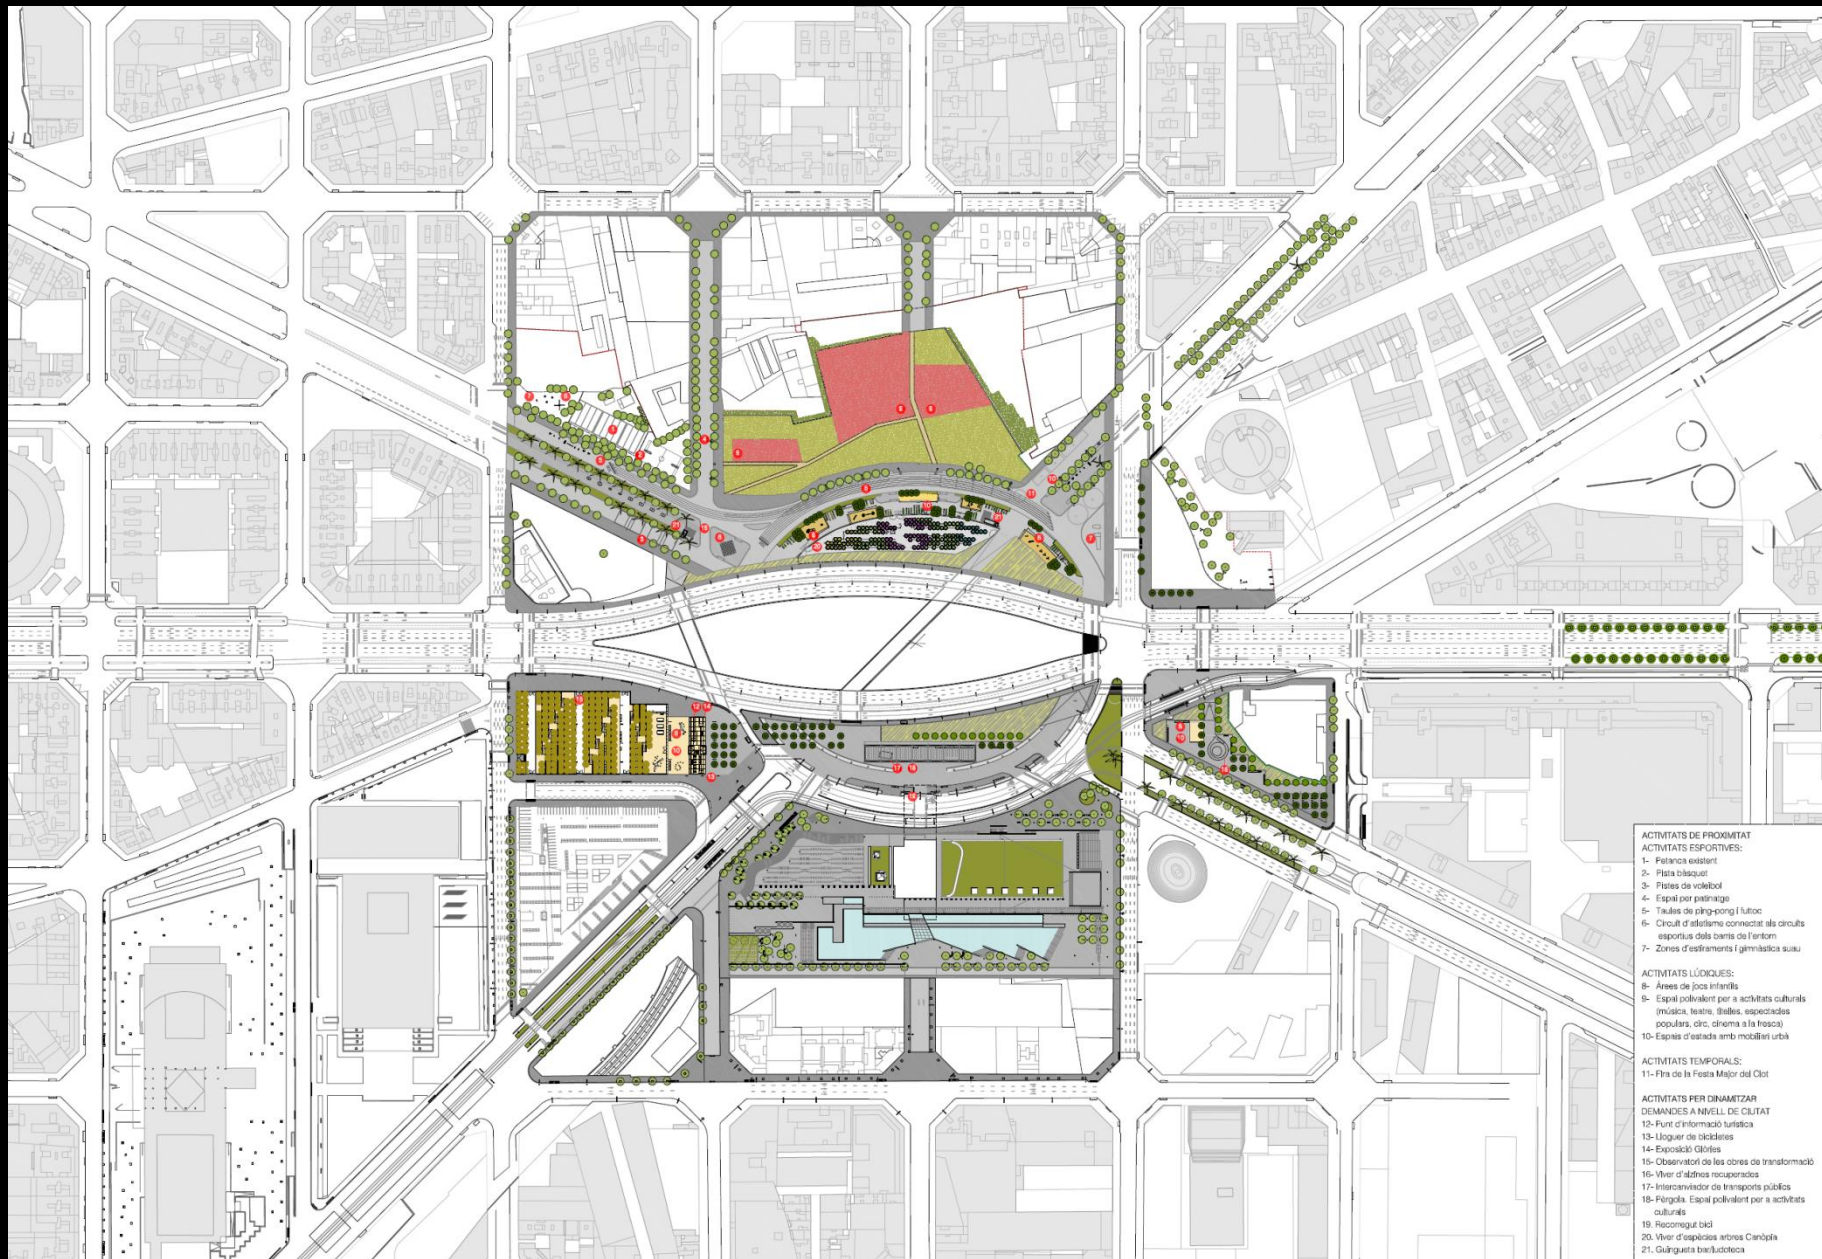 ACTIVITATS DE PROXIMITAT
ACTIVITATS ESPORTIVES:
1- Petanca existent
2- Pista bàsquet
3- Pistes de voleibol
4- Espai per patinatge
5- Taules de ping-pong i futloc
6- Circuit d'atletisme connectat als circuits
esportius dels barris de l'entorn
7- Zones d'estiraments i gimnàstica suau
ACTIVITATS LÚDIQUES:
8- Àrees de jocs infantils
9- Espai polivalent per a activitats culturals
(música, teatre, titelles, espectacles
populars, circ, cinema a la fresca)
10- Espais d'estada amb mobiliari urbà
ACTIVITATS TEMPORALS:
11- Fira de la Festa Major del Clot
ACTIVITATS PER DINAMITZAR
DEMANDES A NIVELL DE CIUTAT
12- Punt d'informació turística
13- Lloguer de bicicletes
14- Exposició Glòries
15- Observatori de les obres de transformació
16- Viver d'alzines recuperades
17- Intercanviador de transports públics
18- Pèrgola. Espai polivalent per a activitats
culturals
19. Recorregut bici
20. Viver d'espècies arbres Canòpia
21. Guingueta bar/ludoteca